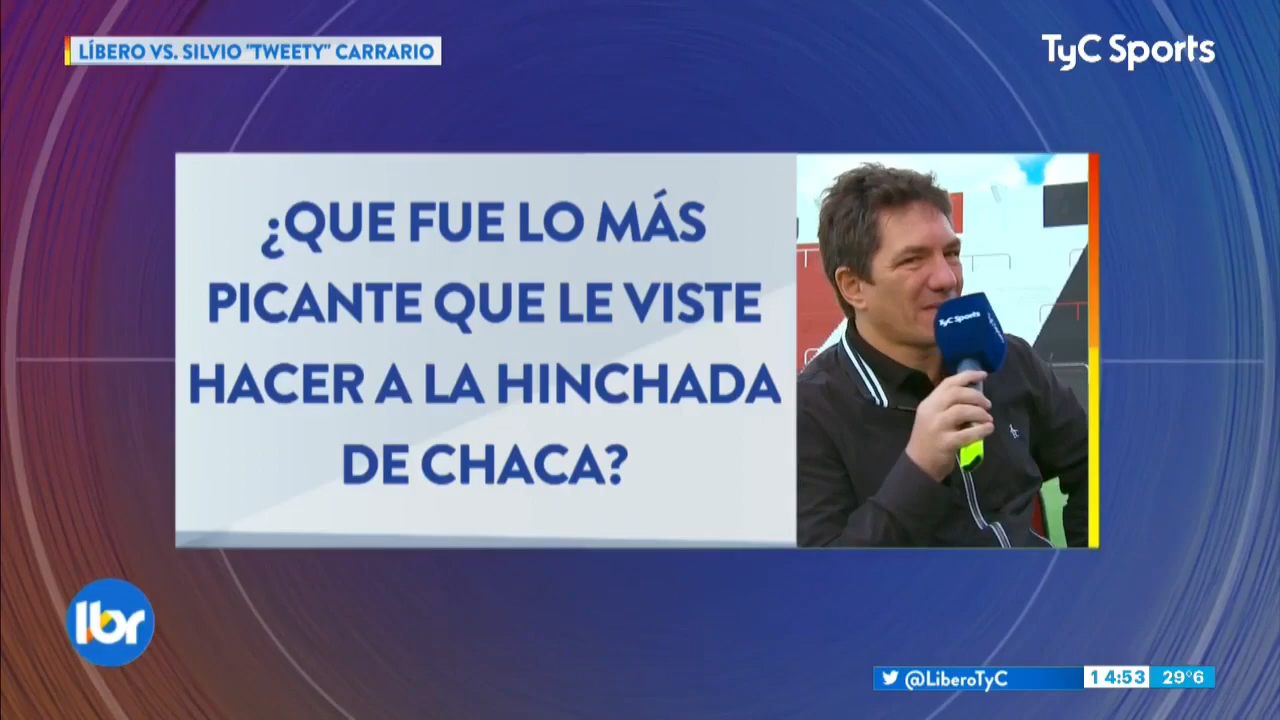 LÍBERO VS. SILVIO "TWEETY" CARRARIO
TyC Sports
¿QUE FUE LO MÁS
PICANTE QUE LE VISTE
HACER A LA HINCHADA
DE CHACA?
TyC Sports
lbr
@LiberoTyC
14:53
29°6